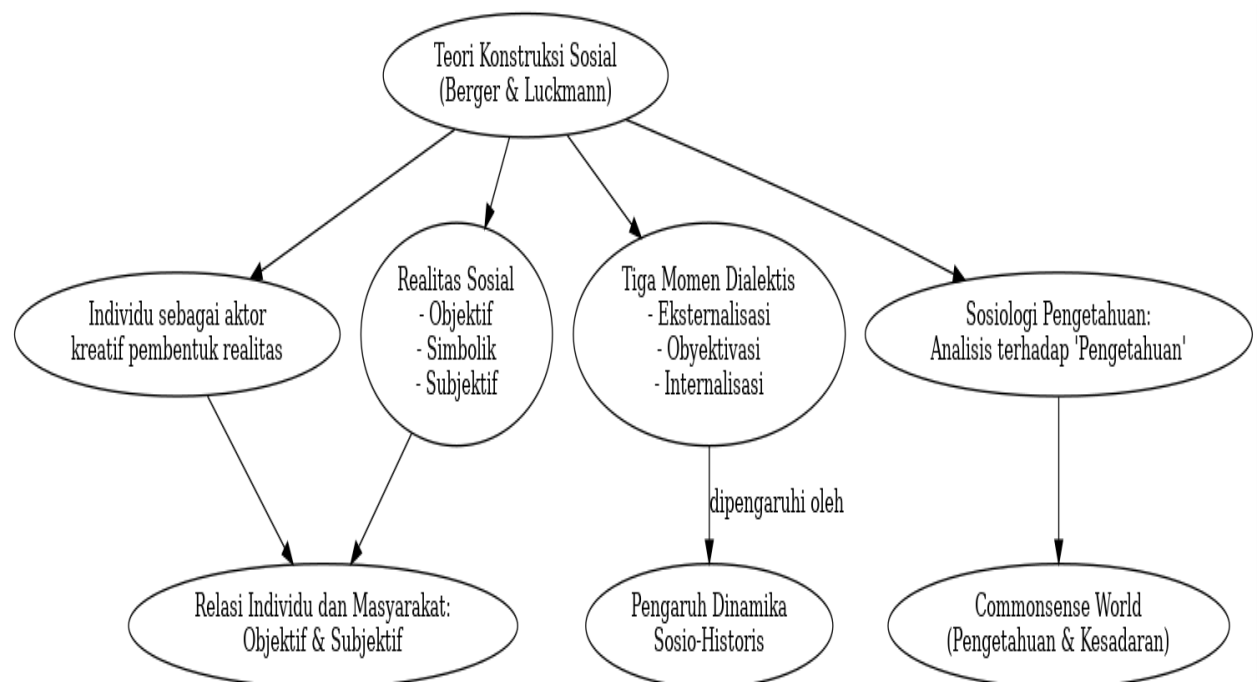 Teori Konstruksi Sosial
(Berger & Luckmann)
Individu sebagai aktor
kreatif pembentuk realitas
Realitas Sosial
- Objektif
- Simbolik
- Subjektif
Tiga Momen Dialektis
- Eksternalisasi
- Obyektivasi
- Internalisasi
Sosiologi Pengetahuan:
Analisis terhadap 'Pengetahuan'
dipengaruhi oleh
Relasi Individu dan Masyarakat:
Objektif & Subjektif
Pengaruh Dinamika
Sosio-Historis
Commonsense World
(Pengetahuan & Kesadaran)